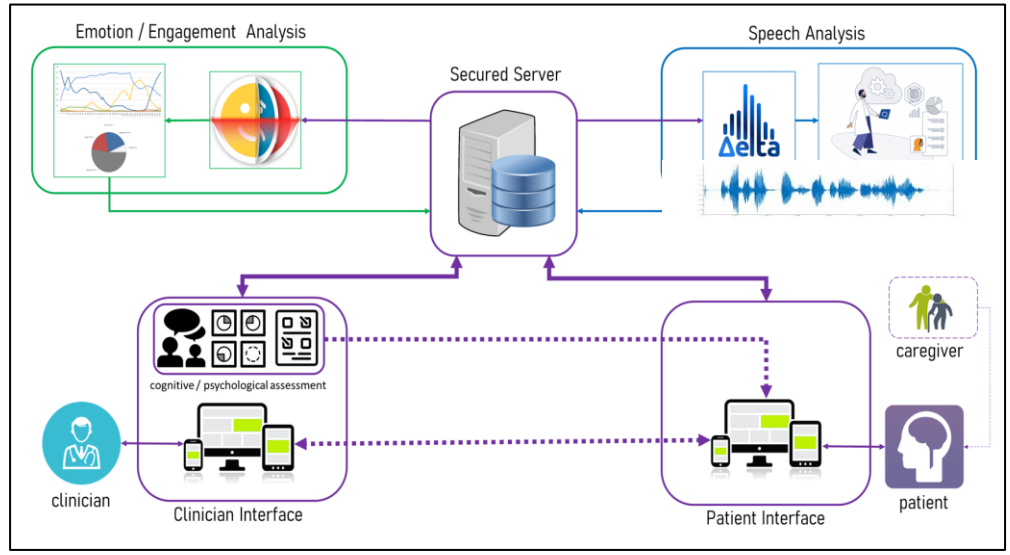 Emotion / Engagement Analysis
Speech Analysis
Secured Server
Delta
cognitive / psychological assessment
caregiver
clinician
Clinician Interface
Patient Interface
patient